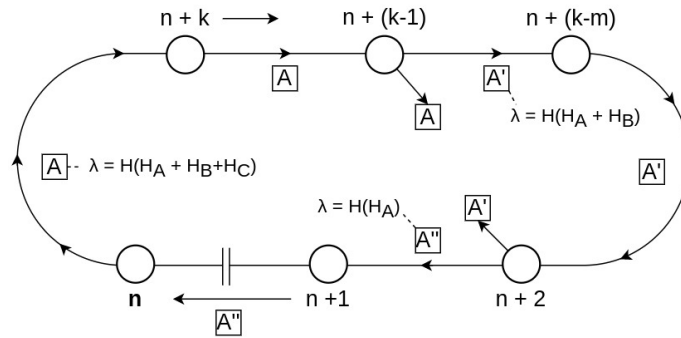 n + k
n + (k-1)
n + (k-m)
A
A'
A
λ = H(H_A + H_B)
A
λ = H(H_A + H_B+H_C)
A'
λ = H(H_A)
A'
A"
n
n +1
n + 2
A"